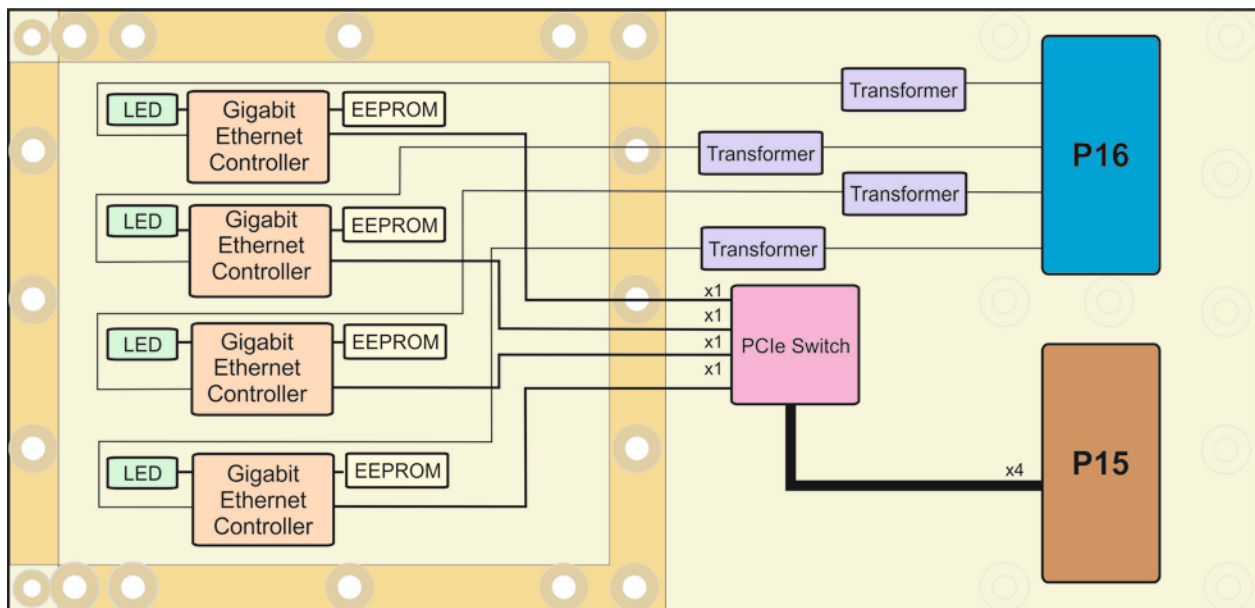 LED
Gigabit
Ethernet
Controller
EEPROM
Transformer
Transformer
P16
LED
Gigabit
Ethernet
Controller
EEPROM
Transformer
Transformer
x1
x1
x1
x1
PCIe Switch
LED
Gigabit
Ethernet
Controller
EEPROM
LED
Gigabit
Ethernet
Controller
EEPROM
x4
P15